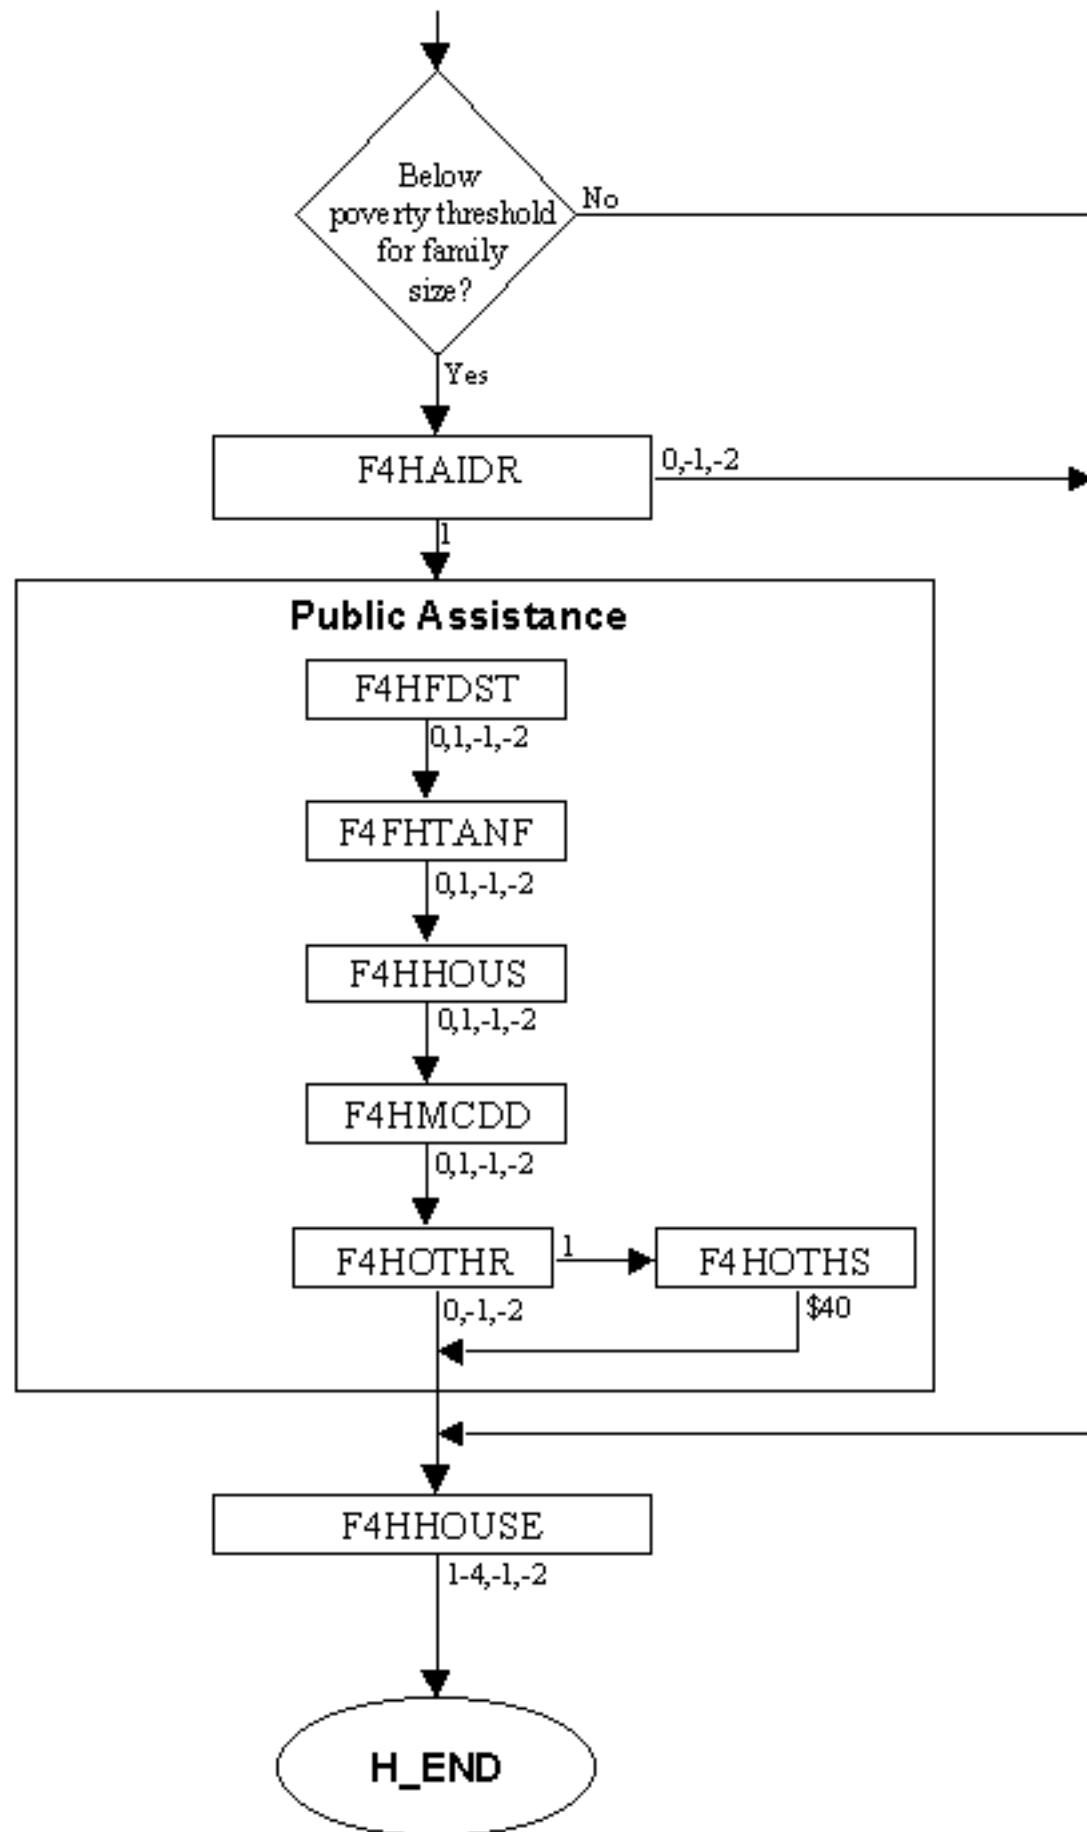 Below
poverty threshold
for family
size?
No
Yes
F4HAIDR
0,-1,-2
1
Public Assistance
F4HFDST
0,1,-1,-2
F4FHTANF
0,1,-1,-2
F4HHOUS
0,1,-1,-2
F4HMCDD
0,1,-1,-2
F4HOTHR
1
F4HOTHS
0,-1,-2
$40
F4HHOUSE
1-4,-1,-2
H_END